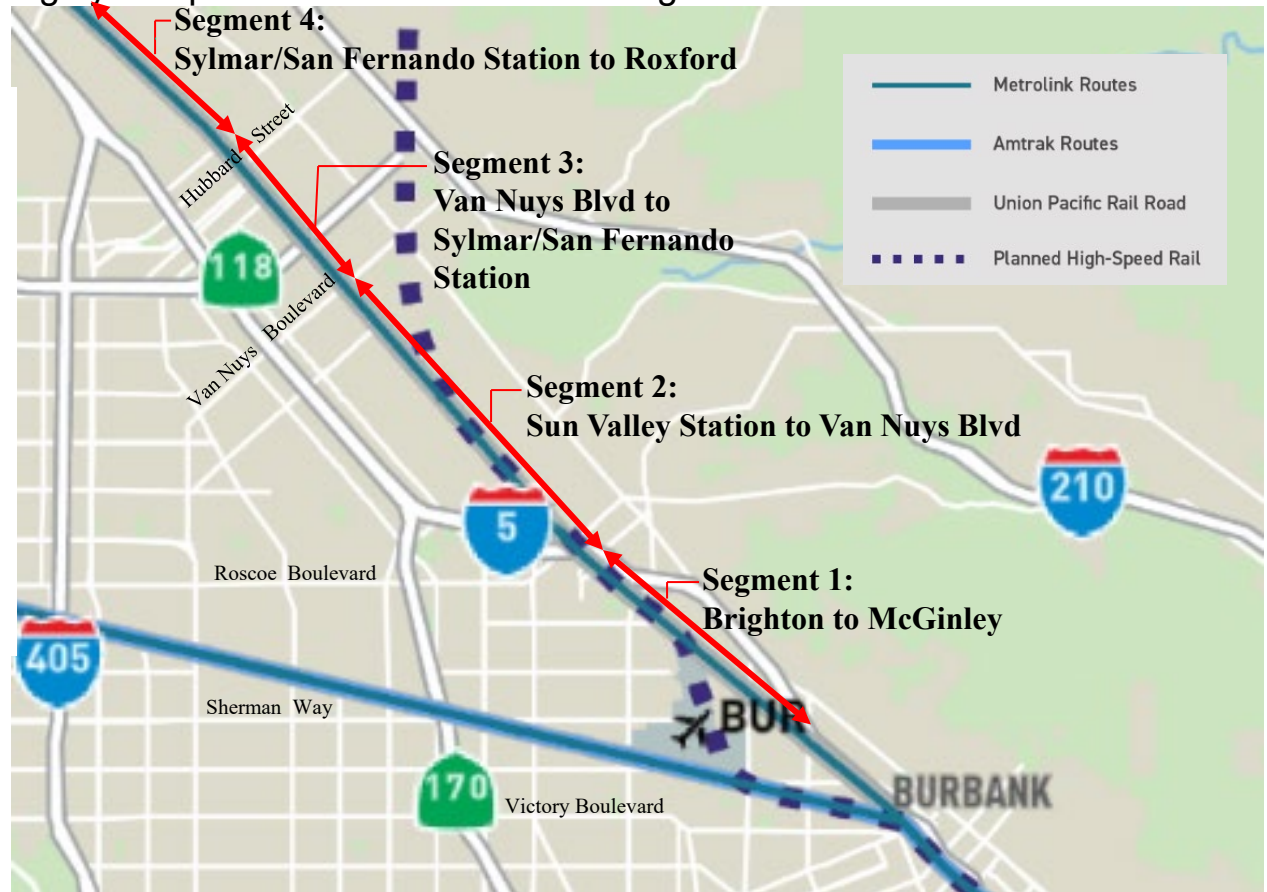 Segment 4:
Sylmar/San Fernando Station to Roxford
Metrolink Routes
Amtrak Routes
Union Pacific Rail Road
Planned High-Speed Rail
Hubbard Street
Segment 3:
Van Nuys Blvd to
Sylmar/San Fernando
Station
118
Van Nuys Boulevard
Segment 2:
Sun Valley Station to Van Nuys Blvd
210
5
Roscoe Boulevard
Segment 1:
Brighton to McGinley
405
Sherman Way
BUR
170
Victory Boulevard
BURBANK